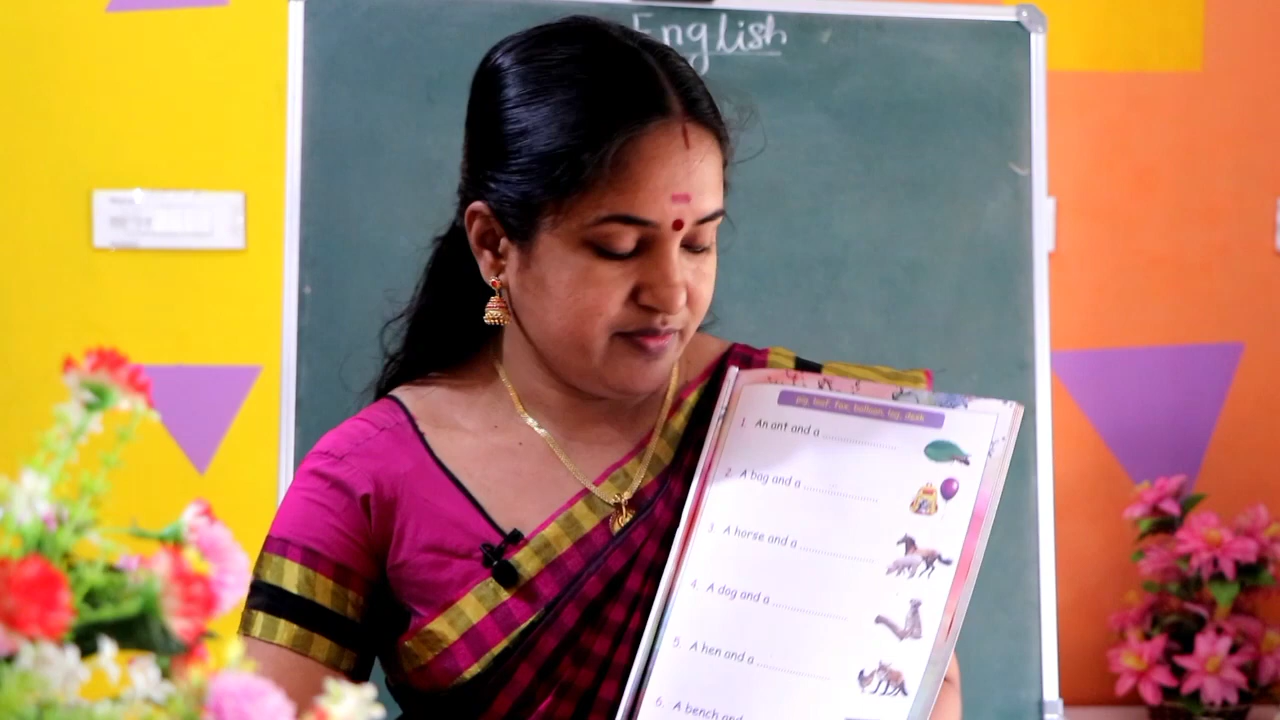 English
pig, leaf, fox, balloon, log, desk
1. An ant and a ....................
2. A bag and a ....................
3. A horse and a ....................
4. A dog and a ....................
5. A hen and a ....................
6. A bench and